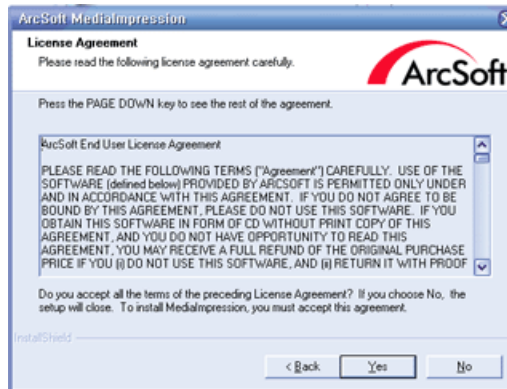 ArcSoft MediaImpression
License Agreement
Please read the following license agreement carefully.
ArcSoft
Press the PAGE DOWN key to see the rest of the agreement.
ArcSoft End User License Agreement
PLEASE READ THE FOLLOWING TERMS ("Agreement") CAREFULLY. USE OF THE
SOFTWARE (defined below) PROVIDED BY ARCSOFT IS PERMITTED ONLY UNDER
AND IN ACCORDANCE WITH THIS AGREEMENT. IF YOU DO NOT AGREE TO BE
BOUND BY THIS AGREEMENT, PLEASE DO NOT USE THIS SOFTWARE. IF YOU
OBTAIN THIS SOFTWARE IN FORM OF CD WITHOUT PRINT COPY OF THIS
AGREEMENT, AND YOU DO NOT HAVE OPPORTUNITY TO READ THIS
AGREEMENT, YOU MAY RECEIVE A FULL REFUND OF THE ORIGINAL PURCHASE
PRICE IF YOU (i) DO NOT USE THIS SOFTWARE, AND (ii) RETURN IT WITH PROOF
Do you accept all the terms of the preceding License Agreement? If you choose No, the
setup will close. To install MediaImpression, you must accept this agreement.
InstallShield
< Back
Yes
No